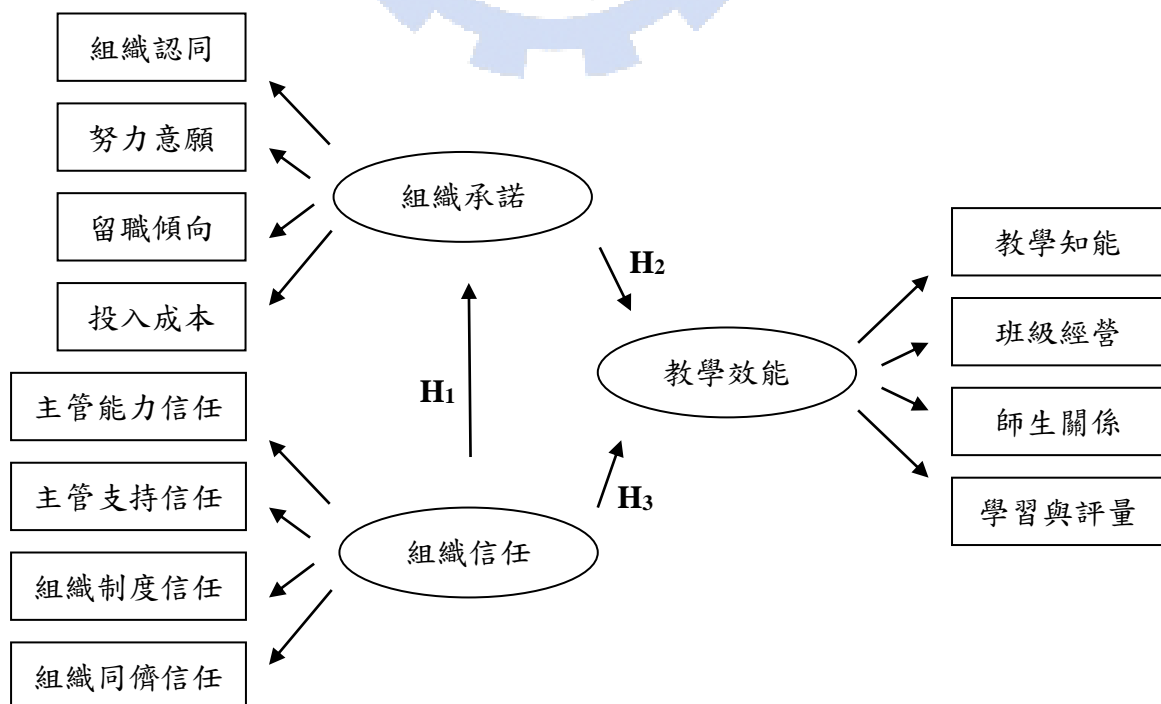 組織認同
努力意願
留職傾向
投入成本
主管能力信任
主管支持信任
組織制度信任
組織同儕信任
組織承諾
H1
組織信任
H2
H3
教學效能
教學知能
班級經營
師生關係
學習與評量